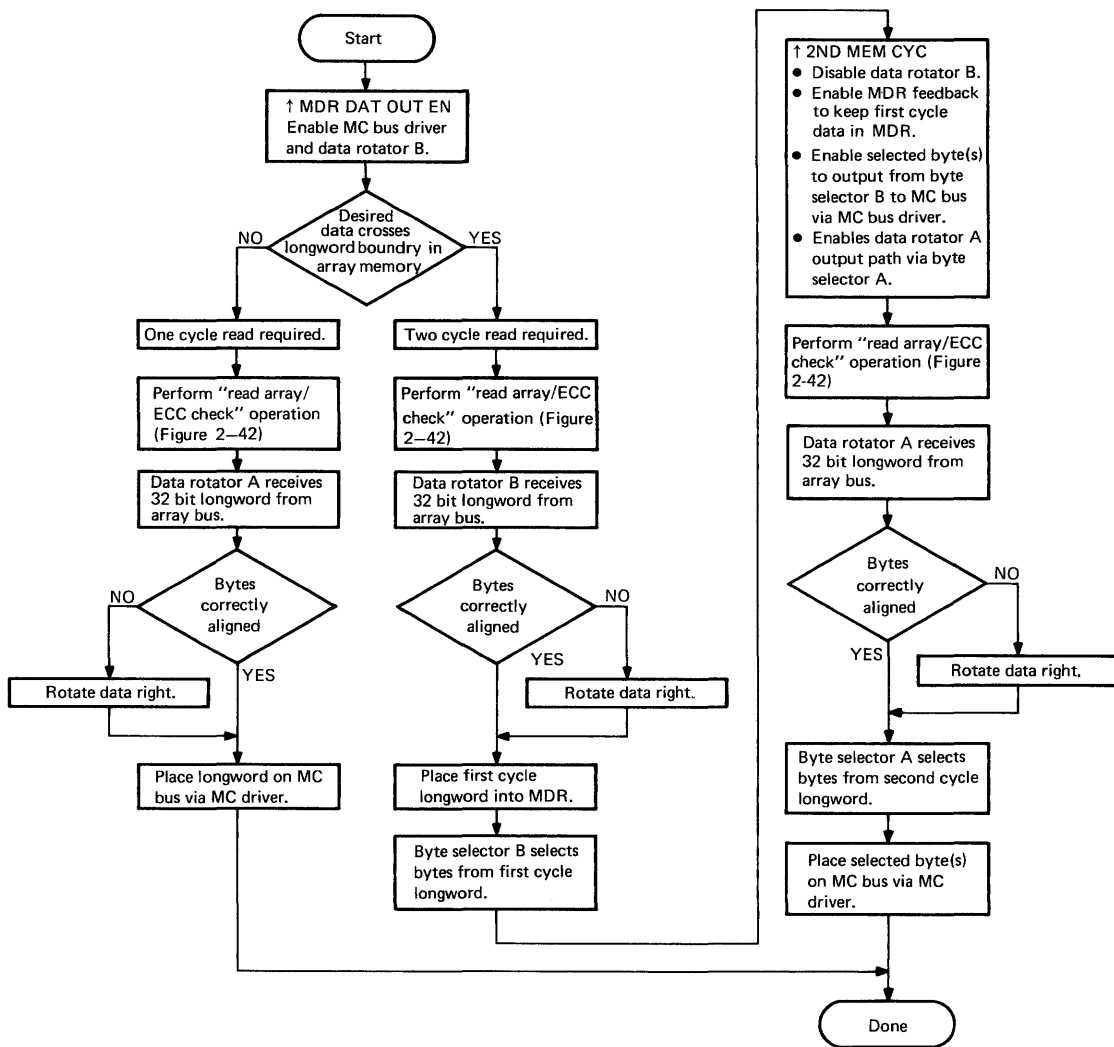 Start
↑ MDR DAT OUT EN
Enable MC bus driver
and data rotator B.
Desired
data crosses
longword boundry in
array memory
NO
YES
One cycle read required.
Perform "read array/
ECC check" operation
(Figure 2–42)
Data rotator A receives
32 bit longword from
array bus.
Bytes
correctly
aligned
NO
YES
Rotate data right.
Place longword on MC
bus via MC driver.
Two cycle read required.
Perform "read array/ECC
check" operation (Figure
2–42)
Data rotator B receives
32 bit longword from
array bus.
Bytes
correctly
aligned
NO
YES
Rotate data right.
Place first cycle
longword into MDR.
Byte selector B selects
bytes from first cycle
longword.
↑ 2ND MEM CYC
● Disable data rotator B.
● Enable MDR feedback
to keep first cycle
data in MDR.
● Enable selected byte(s)
to output from byte
selector B to MC bus
via MC bus driver.
● Enables data rotator A
output path via byte
selector A.
Perform "read array/ECC
check" operation (Figure
2-42)
Data rotator A receives
32 bit longword from
array bus.
Bytes
correctly
aligned
NO
YES
Rotate data right.
Byte selector A selects
bytes from second cycle
longword.
Place selected byte(s)
on MC bus via MC
driver.
Done